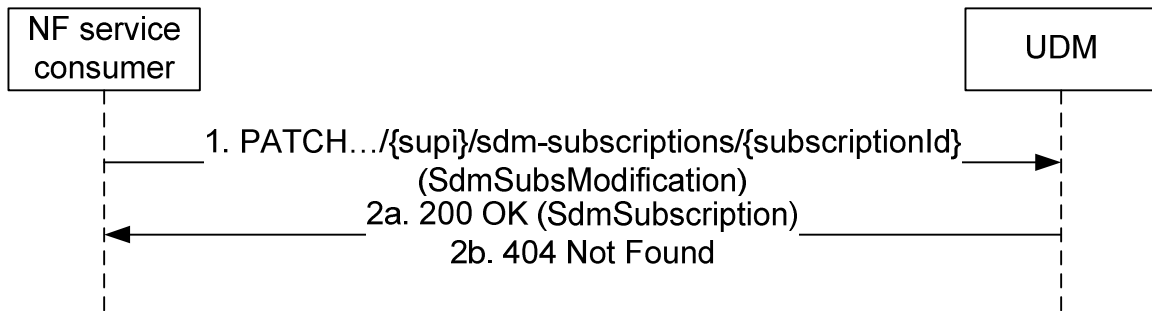 NF service
consumer
UDM
1. PATCH…/{supi}/sdm-subscriptions/{subscriptionId}
(SdmSubsModification)
2a. 200 OK (SdmSubscription)
2b. 404 Not Found